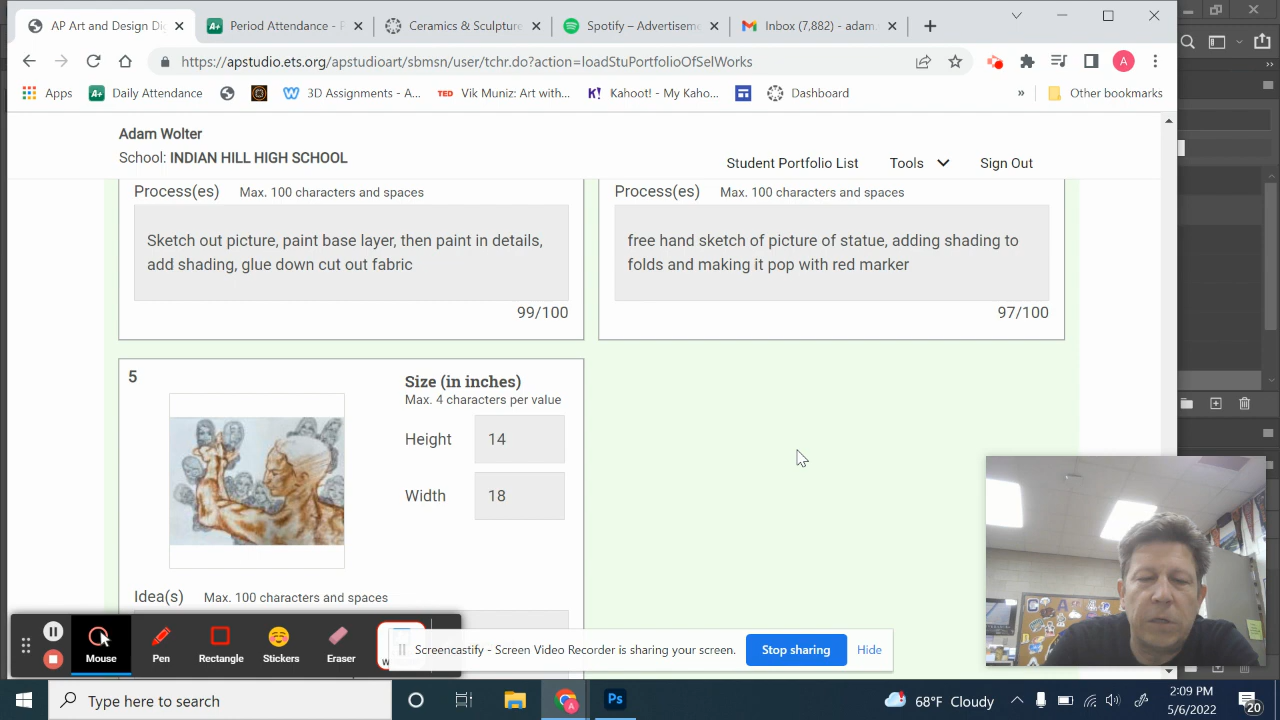 AP Art and Design Di
Period Attendance - P
Ceramics & Sculpture
Spotify – Advertisem
Inbox (7,882) - adam
https://apstudio.ets.org/apstudioart/sbmsn/user/tchr.do?action=loadStuPortfolioOfSelWorks
A
Apps
Daily Attendance
3D Assignments - A...
TED Vik Muniz: Art with...
K! Kahoot! - My Kaho...
Dashboard
»
Other bookmarks
Adam Wolter
School: INDIAN HILL HIGH SCHOOL
Student Portfolio List
Tools
Sign Out
Process(es) Max. 100 characters and spaces
Sketch out picture, paint base layer, then paint in details,
add shading, glue down cut out fabric
99/100
Process(es) Max. 100 characters and spaces
free hand sketch of picture of statue, adding shading to
folds and making it pop with red marker
97/100
5
Size (in inches)
Max. 4 characters per value
Height 14
Width 18
Idea(s) Max. 100 characters and spaces
Mouse
Pen
Rectangle
Stickers
Eraser
Screencastify - Screen Video Recorder is sharing your screen.
Stop sharing
Hide
Type here to search
Ps
68°F Cloudy
2:09 PM
5/6/2022
20